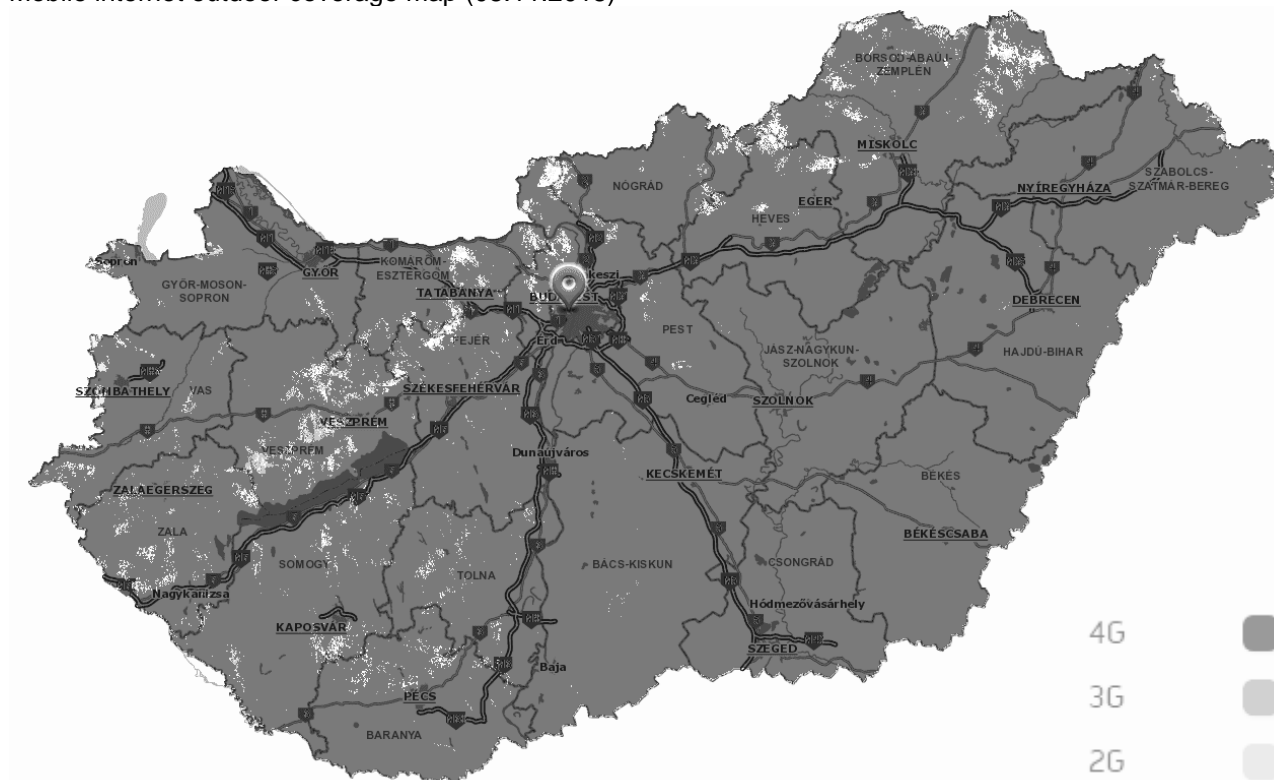 BORSOD-ABAÚJ-
ZEMPLÉN
MISKOLC
NÓGRÁD
SZABOLCS-
SZATMÁR-BEREG
NYÍREGYHÁZA
EGER
HEVES
Sopron
GYŐR
KOMÁROM-
ESZTERGOM
GYŐR-MOSON-
SOPRON
TATABÁNYA
BUDAPEST
DEBRECEN
PEST
FEJÉR
Érd
JÁSZ-NAGYKUN-
SZOLNOK
HAJDÚ-BIHAR
SZOMBATHELY
VAS
SZÉKESFEHÉRVÁR
Cegléd
SZOLNOK
VESZPRÉM
VESZPRÉM
Dunaújváros
KECSKEMÉT
BÉKÉS
ZALAEGERSZEG
ZALA
BÉKÉSCSABA
SOMOGY
TOLNA
BÁCS-KISKUN
CSONGRÁD
Nagykanizsa
Hódmezővásárhely
KAPOSVÁR
SZEGED
Baja
PÉCS
BARANYA
4G
3G
2G